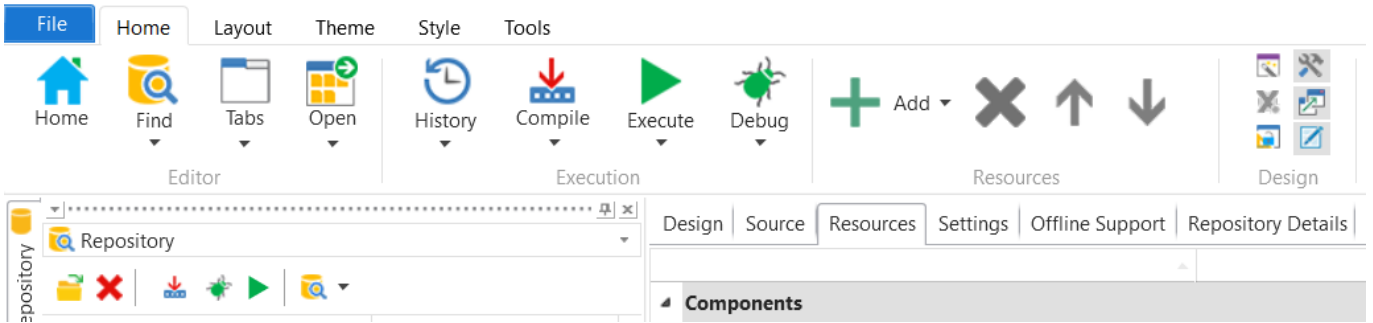 File Home Layout Theme Style Tools
Home Find Tabs Open History Compile Execute Debug Add
Editor Execution Resources Design
Repository
Design Source Resources Settings Offline Support Repository Details
Components